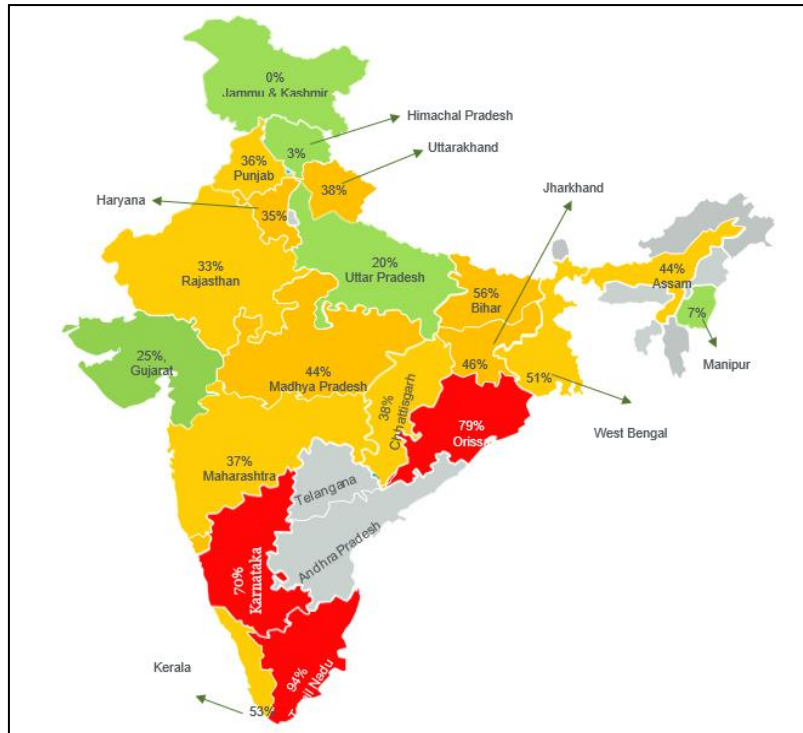 0%
Jammu & Kashmir
Himachal Pradesh
3%
Uttarakhand
36%
Punjab
38%
Jharkhand
Haryana
35%
33%
Rajasthan
20%
Uttar Pradesh
44%
Assam
56%
Bihar
7%
25%,
Gujarat
Manipur
44%
Madhya Pradesh
46%
51%
38%
Chhattisgarh
79%
Orissa
West Bengal
37%
Maharashtra
Telangana
Andhra Pradesh
70%
Karnataka
Kerala
94%
Tamil Nadu
53%